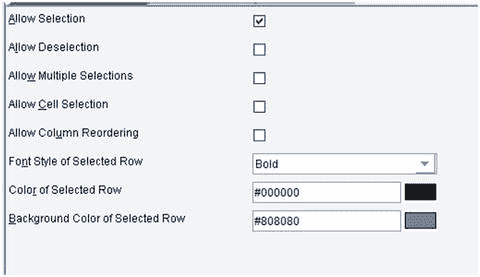 Allow Selection
Allow Deselection
Allow Multiple Selections
Allow Cell Selection
Allow Column Reordering
Font Style of Selected Row Bold
Color of Selected Row #000000
Background Color of Selected Row #808080